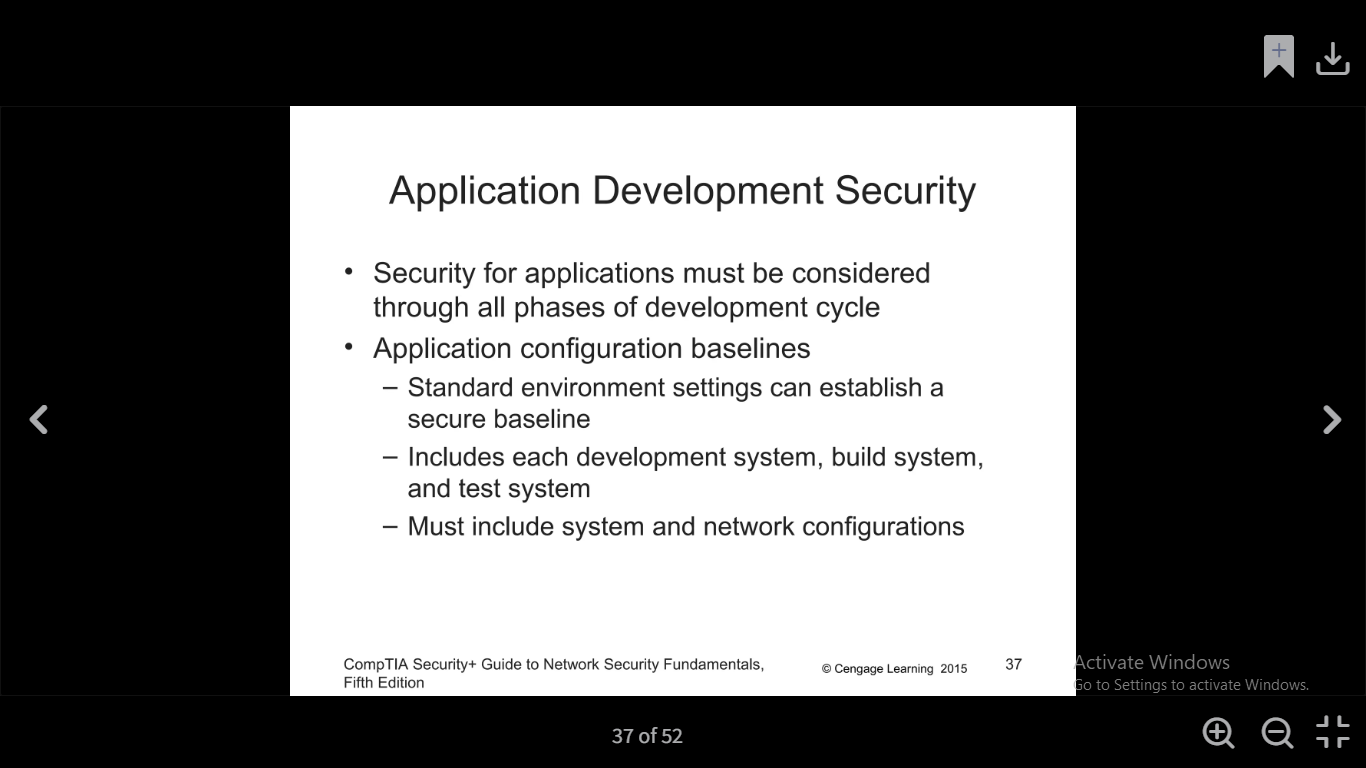 Application Development Security
• Security for applications must be considered
through all phases of development cycle
• Application configuration baselines
– Standard environment settings can establish a
secure baseline
– Includes each development system, build system,
and test system
– Must include system and network configurations
CompTIA Security+ Guide to Network Security Fundamentals,
Fifth Edition
© Cengage Learning 2015
37
Activate Windows
Go to Settings to activate Windows.
37 of 52